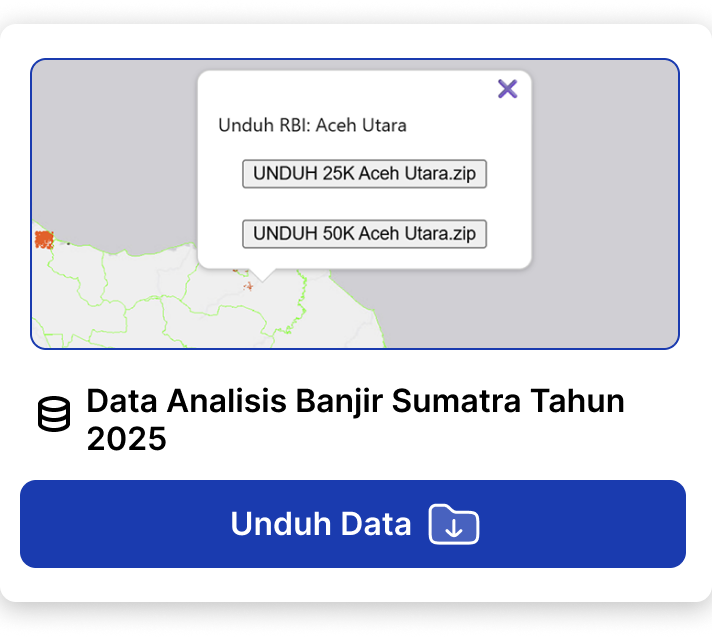 Unduh RBI: Aceh Utara
UNDUH 25K Aceh Utara.zip
UNDUH 50K Aceh Utara.zip
Data Analisis Banjir Sumatra Tahun
2025
Unduh Data